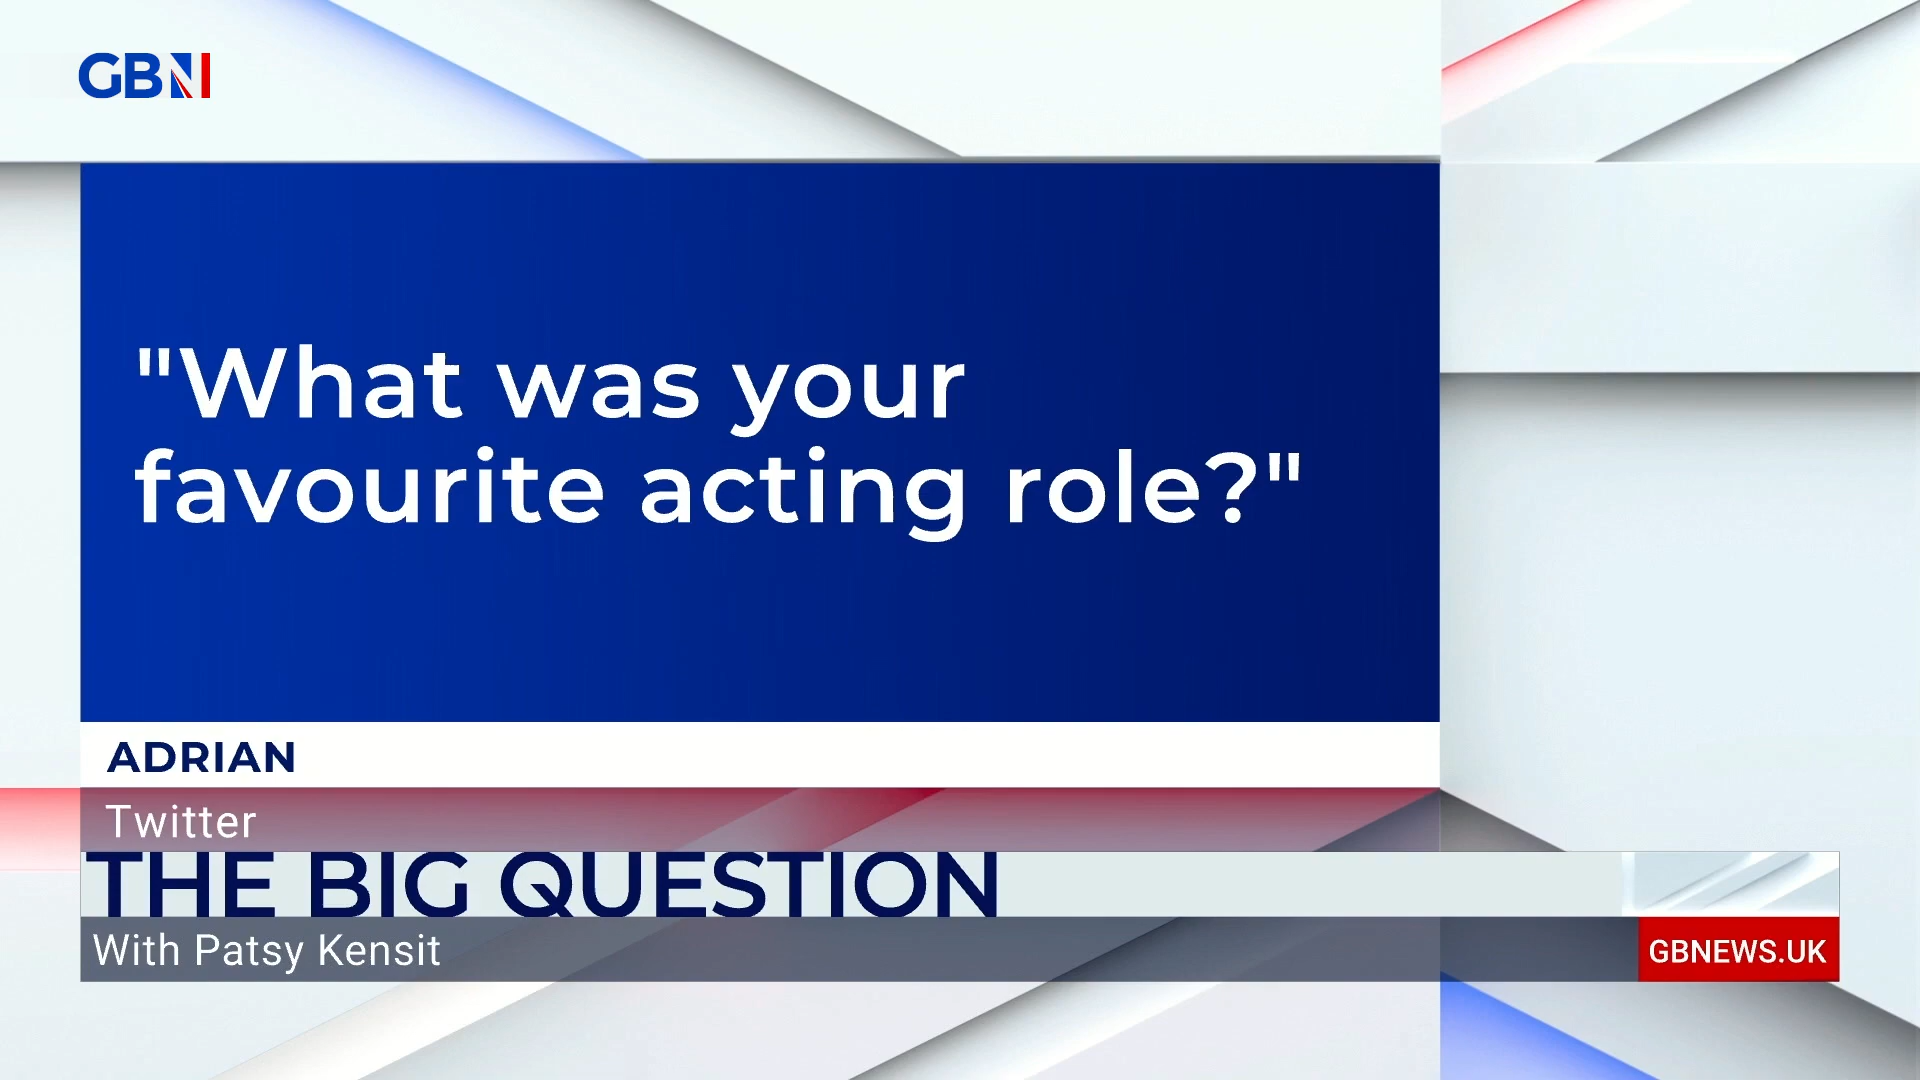 GBN
"What was your
favourite acting role?"
ADRIAN
Twitter
THE BIG QUESTION
With Patsy Kensit
GBNEWS.UK